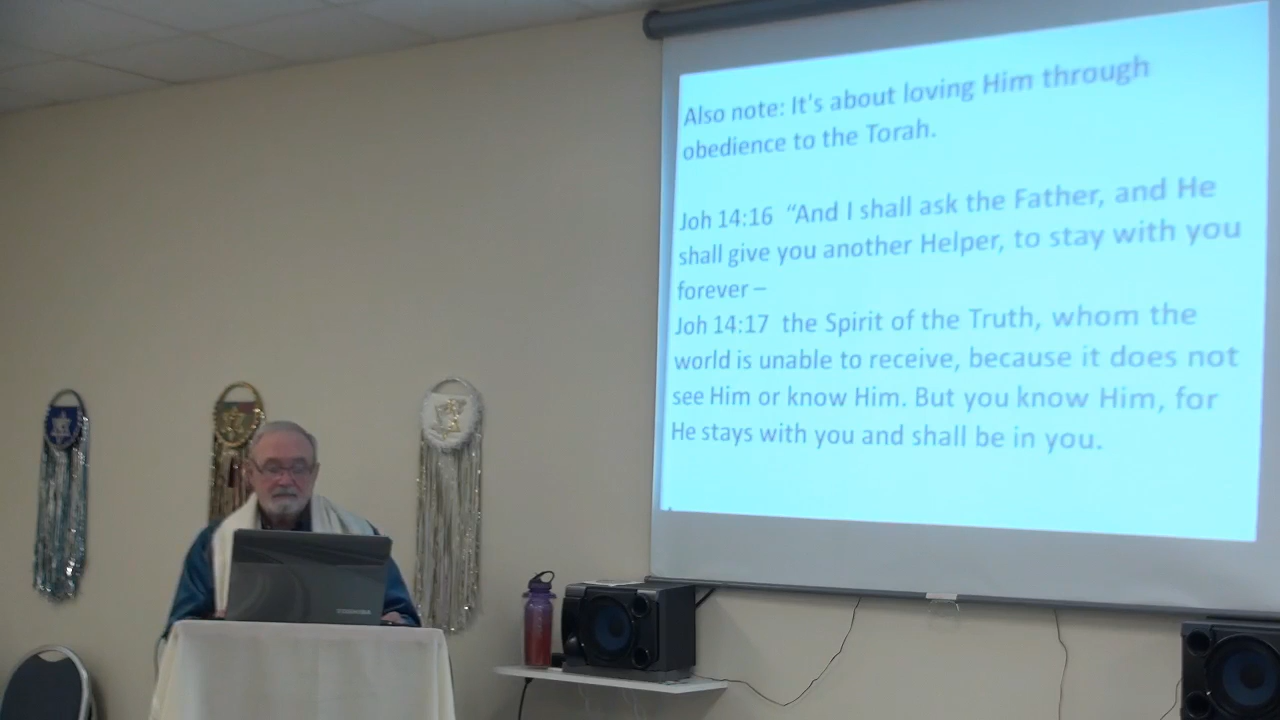 Also note: It's about loving Him through
obedience to the Torah.
Joh 14:16 “And I shall ask the Father, and He
shall give you another Helper, to stay with you
forever –
Joh 14:17 the Spirit of the Truth, whom the
world is unable to receive, because it does not
see Him or know Him. But you know Him, for
He stays with you and shall be in you.
TOSHIBA